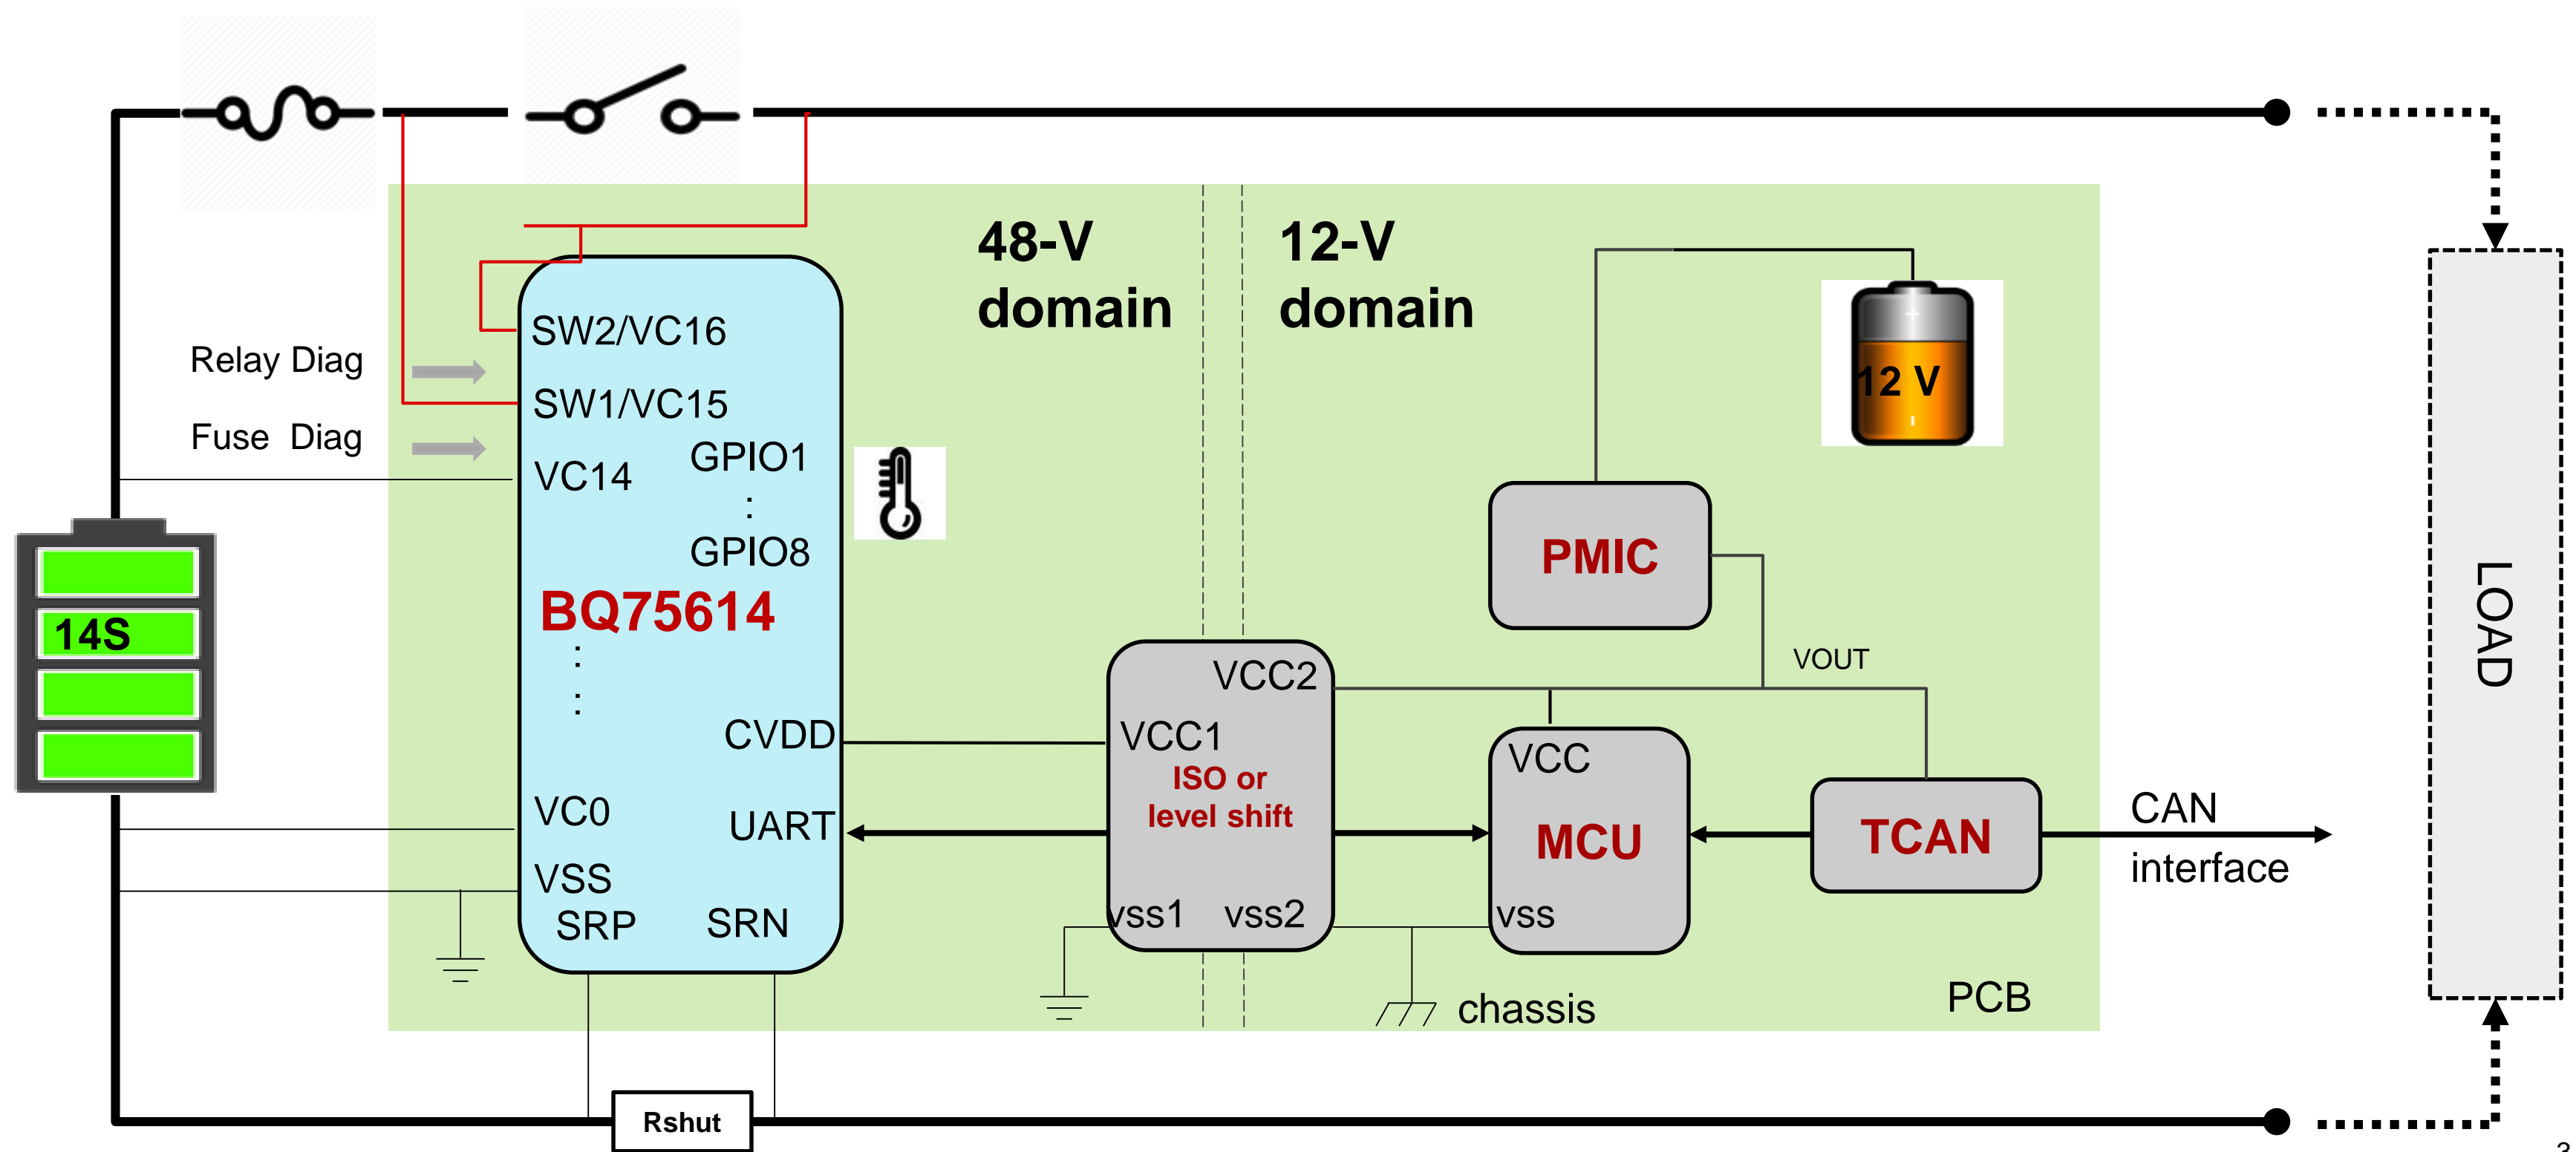 48-V
domain
12-V
domain
SW2/VC16
Relay Diag
12 V
SW1/VC15
Fuse Diag
GPIO1
:
VC14
GPIO8
PMIC
BQ75614
14S
:
:
LOAD
VOUT
VCC2
CVDD
VCC1
VCC
ISO or
level shift
VC0
UART
MCU
TCAN
CAN
interface
VSS
SRP
SRN
vss1
vss2
vss
chassis
PCB
Rshut
3